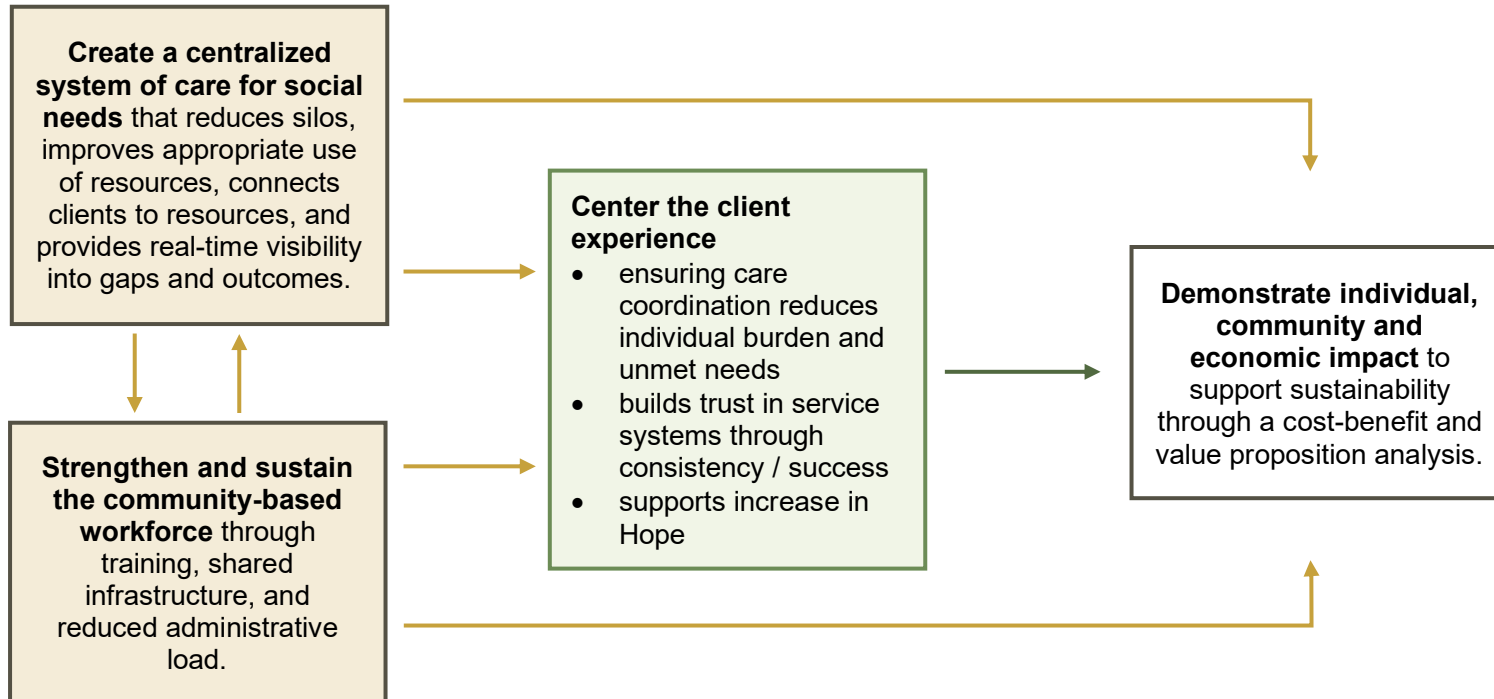 Create a centralized
system of care for social
needs that reduces silos,
improves appropriate use
of resources, connects
clients to resources, and
provides real-time visibility
into gaps and outcomes.
Strengthen and sustain
the community-based
workforce through
training, shared
infrastructure, and
reduced administrative
load.
Center the client
experience
• ensuring care
coordination reduces
individual burden and
unmet needs
• builds trust in service
systems through
consistency / success
• supports increase in
Hope
Demonstrate individual,
community and
economic impact to
support sustainability
through a cost-benefit and
value proposition analysis.